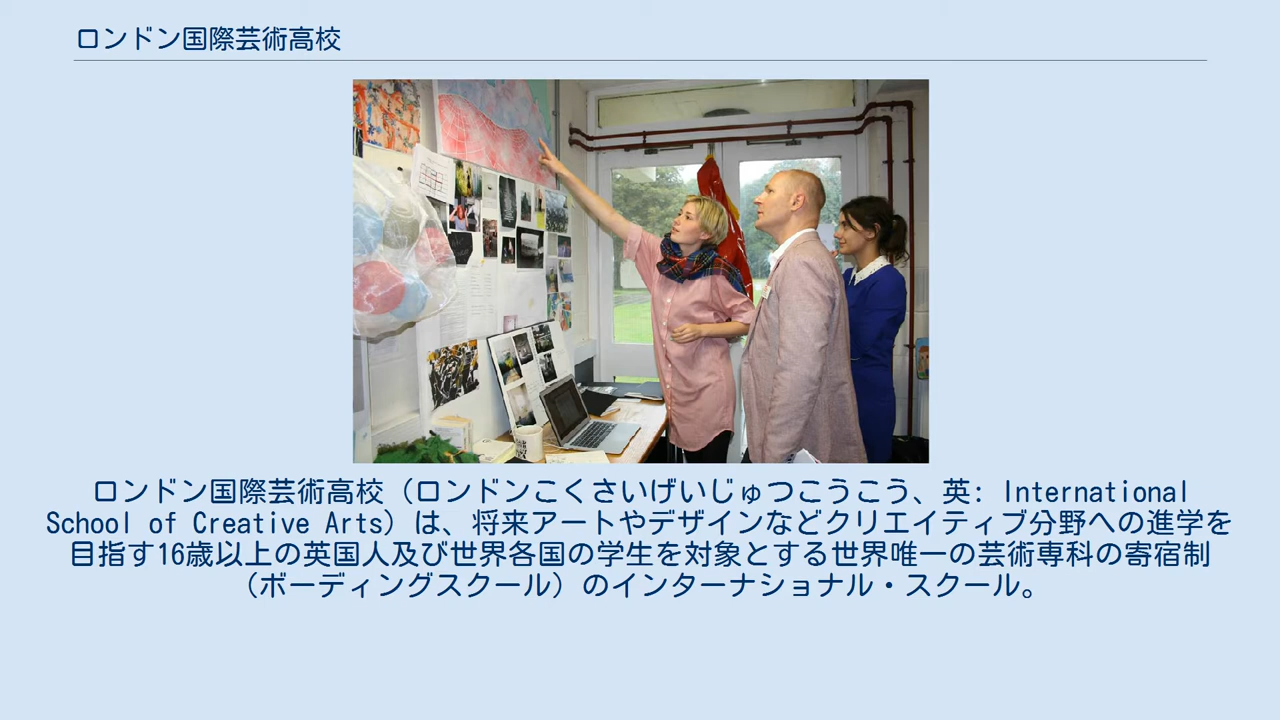 ロンドン国際芸術高校
ロンドン国際芸術高校（ロンドンこくさいげいじゅつこうこう、英: International
School of Creative Arts）は、将来アートやデザインなどクリエイティブ分野への進学を
目指す16歳以上の英国人及び世界各国の学生を対象とする世界唯一の芸術専科の寄宿制
（ボーディングスクール）のインターナショナル・スクール。